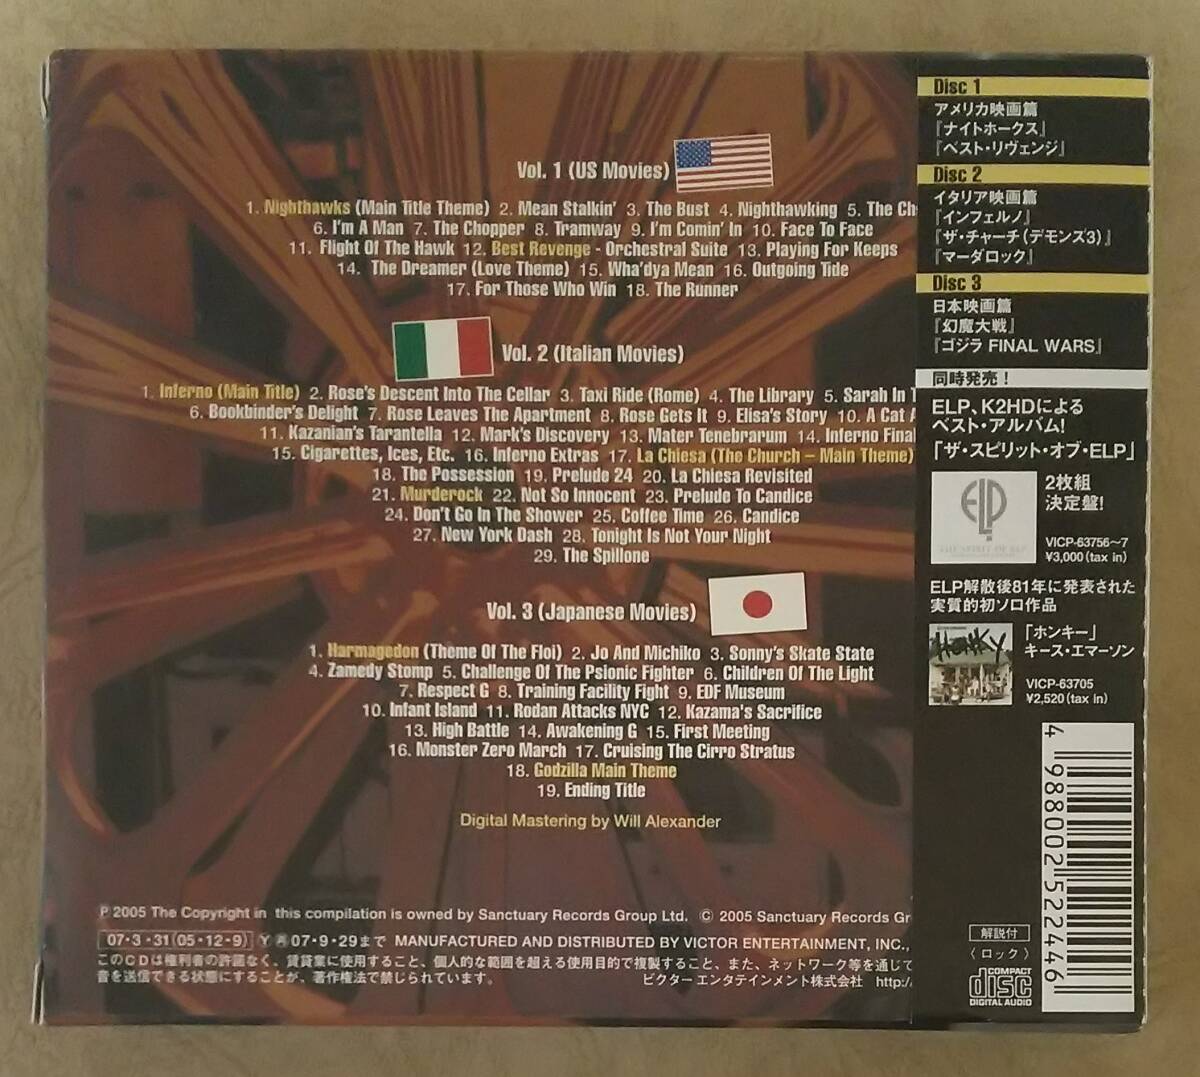 Vol. 1 (US Movies)
1. Nighthawks (Main Title Theme) 2. Mean Stalkin' 3. The Bust 4. Nighthawking 5. The Ch
6. I'm A Man 7. The Chopper 8. Tramway 9. I'm Comin' In 10. Face To Face
11. Flight Of The Hawk 12. Best Revenge - Orchestral Suite 13. Playing For Keeps
14. The Dreamer (Love Theme) 15. Wha'dya Mean 16. Outgoing Tide
17. For Those Who Win 18. The Runner
Vol. 2 (Italian Movies)
1. Inferno (Main Title) 2. Rose's Descent Into The Cellar 3. Taxi Ride (Rome) 4. The Library 5. Sarah In T
6. Bookbinder's Delight 7. Rose Leaves The Apartment 8. Rose Gets It 9. Elisa's Story 10. A Cat A
11. Kazanian's Tarantella 12. Mark's Discovery 13. Mater Tenebrarum 14. Inferno Final
15. Cigarettes, Ices, Etc. 16. Inferno Extras 17. La Chiesa (The Church – Main Theme)
18. The Possession 19. Prelude 24 20. La Chiesa Revisited
21. Murderock 22. Not So Innocent 23. Prelude To Candice
24. Don't Go In The Shower 25. Coffee Time 26. Candice
27. New York Dash 28. Tonight Is Not Your Night
29. The Spillone
Vol. 3 (Japanese Movies)
1. Harmagedon (Theme Of The Floi) 2. Jo And Michiko 3. Sonny's Skate State
4. Zamedy Stomp 5. Challenge Of The Psionic Fighter 6. Children Of The Light
7. Respect G 8. Training Facility Fight 9. EDF Museum
10. Infant Island 11. Rodan Attacks NYC 12. Kazama's Sacrifice
13. High Battle 14. Awakening G 15. First Meeting
16. Monster Zero March 17. Cruising The Cirro Stratus
18. Godzilla Main Theme
19. Ending Title
Digital Mastering by Will Alexander
Ⓟ 2005 The Copyright in this compilation is owned by Sanctuary Records Group Ltd. © 2005 Sanctuary Records Gr
07・3・31(05・12・9) Ⓨ 07・9・29まで MANUFACTURED AND DISTRIBUTED BY VICTOR ENTERTAINMENT, INC.,
このCDは権利者の許諾なく、賃貸業に使用すること、個人的な範囲を超える使用目的で複製すること、また、ネットワーク等を通じて
音を送信できる状態にすることが、著作権法で禁じられています。 ビクターエンタテインメント株式会社 http:/
Disc 1
アメリカ映画篇
『ナイトホークス』
『ベスト・リヴェンジ』
Disc 2
イタリア映画篇
『インフェルノ』
『ザ・チャーチ(デモンズ3)』
『マーダロック』
Disc 3
日本映画篇
『幻魔大戦』
『ゴジラ FINAL WARS』
同時発売！
ELP、K2HDによる
ベスト・アルバム!
「ザ・スピリット・オブ・ELP」
ELP
THE SPIRIT OF ELP
2枚組
決定盤!
VICP-63756〜7
¥3,000(tax in)
ELP解散後81年に発表された
実質的初ソロ作品
HONKY
「ホンキー」
キース・エマーソン
VICP-63705
¥2,520(tax in)
4 988002 522446
解説付
〈ロック〉
COMPACT
disc
DIGITAL AUDIO